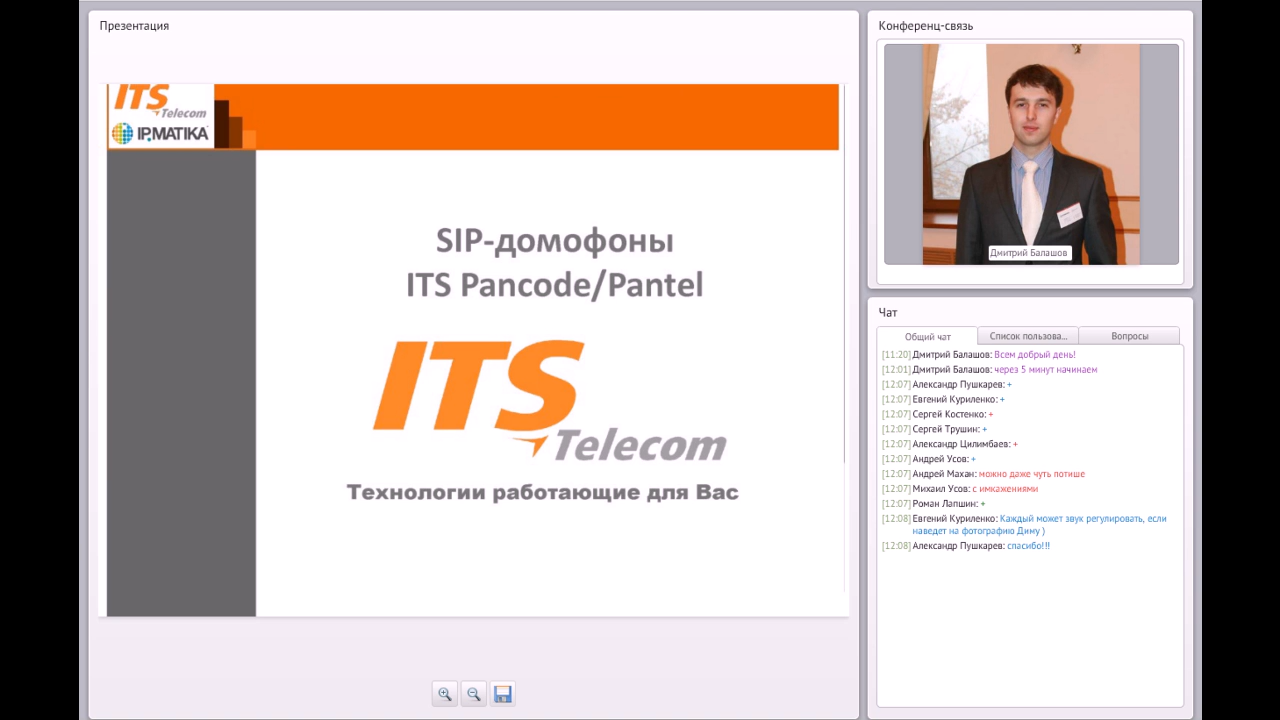 Презентация
ITS
Telecom
IPMATIKA
SIP-домофоны
ITS Pancode/Pantel
ITS
Telecom
Технологии работающие для Вас
Конференц-связь
Дмитрий Балашов
Чат
Общий чат
Список пользова...
Вопросы
[11:20] Дмитрий Балашов: Всем добрый день!
[12:01] Дмитрий Балашов: через 5 минут начинаем
[12:07] Александр Пушкарев: +
[12:07] Евгений Куриленко: +
[12:07] Сергей Костенко: +
[12:07] Сергей Трушин: +
[12:07] Александр Цилимбаев: +
[12:07] Андрей Усов: +
[12:07] Андрей Махан: можно даже чуть потише
[12:07] Михаил Усов: с имкажениями
[12:07] Роман Лапшин: +
[12:08] Евгений Куриленко: Каждый может звук регулировать, если
наведет на фотографию Диму )
[12:08] Александр Пушкарев: спасибо!!!